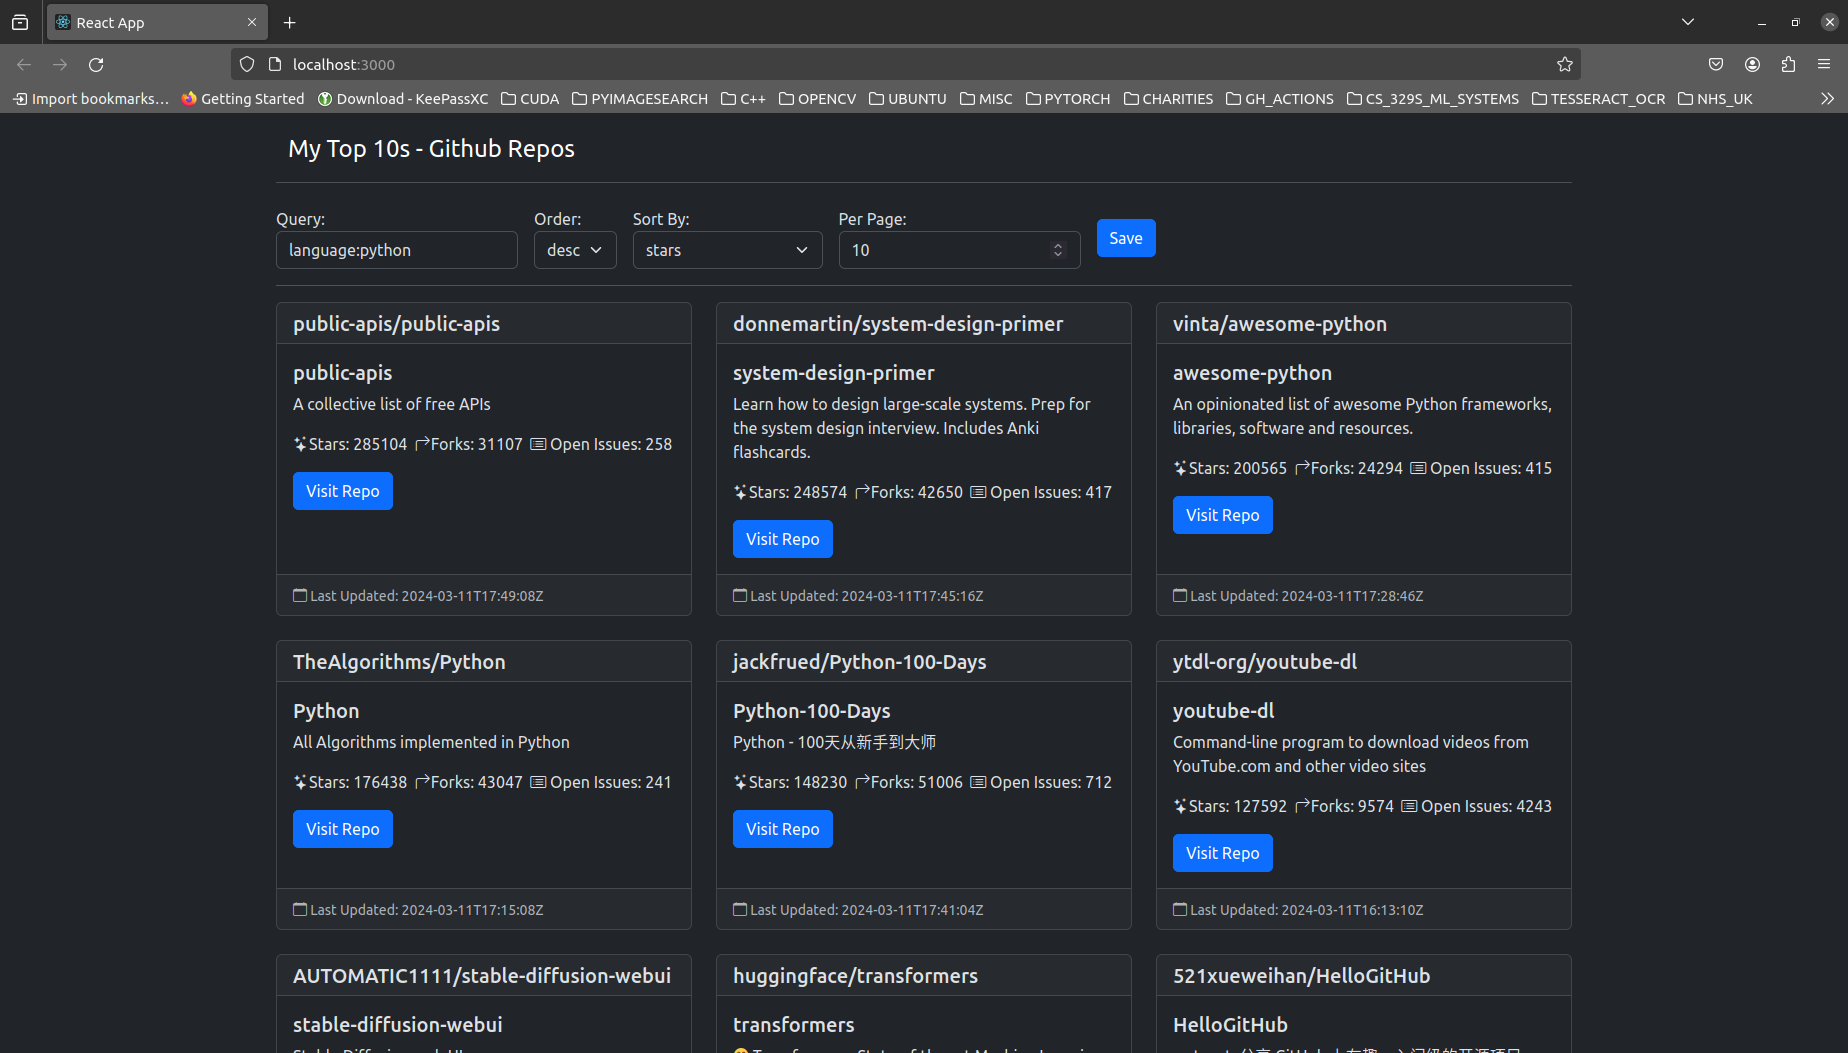 React App
localhost:3000
Import bookmarks... Getting Started Download - KeePassXC CUDA PYIMAGESEARCH C++ OPENCV UBUNTU MISC PYTORCH CHARITIES GH_ACTIONS CS_329S_ML_SYSTEMS TESSERACT_OCR NHS_UK
My Top 10s - Github Repos
Query: Order: Sort By: Per Page:
language:python desc stars 10 Save
public-apis/public-apis
public-apis
A collective list of free APIs
Stars: 285104 Forks: 31107 Open Issues: 258
Visit Repo
Last Updated: 2024-03-11T17:49:08Z
donnemartin/system-design-primer
system-design-primer
Learn how to design large-scale systems. Prep for
the system design interview. Includes Anki
flashcards.
Stars: 248574 Forks: 42650 Open Issues: 417
Visit Repo
Last Updated: 2024-03-11T17:45:16Z
vinta/awesome-python
awesome-python
An opinionated list of awesome Python frameworks,
libraries, software and resources.
Stars: 200565 Forks: 24294 Open Issues: 415
Visit Repo
Last Updated: 2024-03-11T17:28:46Z
TheAlgorithms/Python
Python
All Algorithms implemented in Python
Stars: 176438 Forks: 43047 Open Issues: 241
Visit Repo
Last Updated: 2024-03-11T17:15:08Z
jackfrued/Python-100-Days
Python-100-Days
Python - 100天从新手到大师
Stars: 148230 Forks: 51006 Open Issues: 712
Visit Repo
Last Updated: 2024-03-11T17:41:04Z
ytdl-org/youtube-dl
youtube-dl
Command-line program to download videos from
YouTube.com and other video sites
Stars: 127592 Forks: 9574 Open Issues: 4243
Visit Repo
Last Updated: 2024-03-11T16:13:10Z
AUTOMATIC1111/stable-diffusion-webui
stable-diffusion-webui
huggingface/transformers
transformers
521xueweihan/HelloGitHub
HelloGitHub